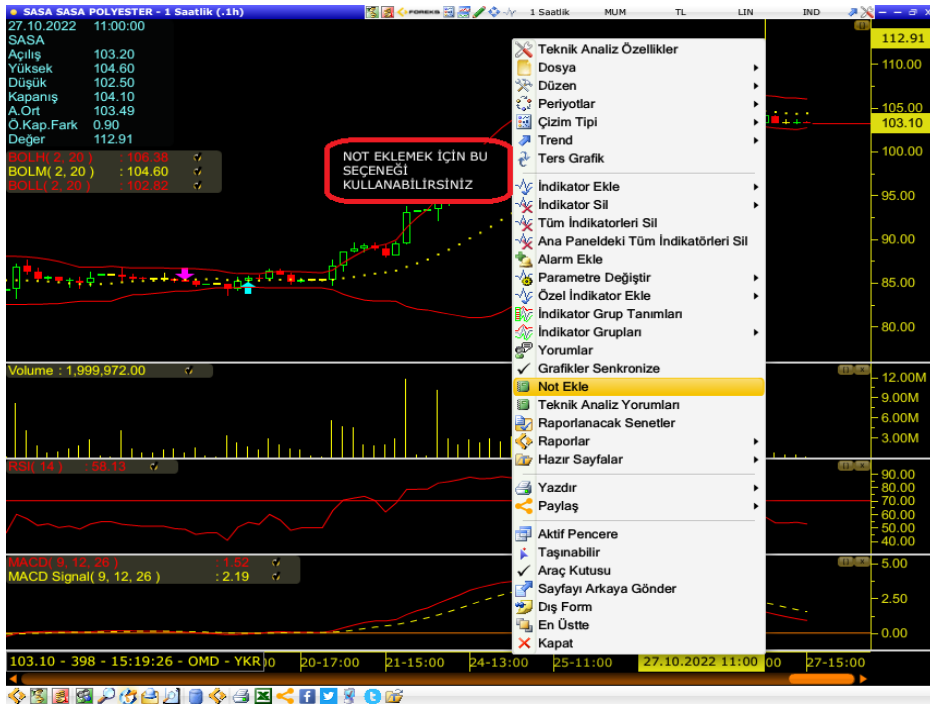 SASA SASA POLYESTER - 1 Saatlik (.1h)
FOREKS
1 Saatlik MUM TL LIN IND
27.10.2022 11:00:00
SASA
Açılış 103.20
Yüksek 104.60
Düşük 102.50
Kapanış 104.10
A.Ort 103.49
Ö.Kap.Fark 0.90
Değer 112.91
BOLH( 2, 20 ) : 106.38
BOLM( 2, 20 ) : 104.60
BOLL( 2, 20 ) : 102.82
NOT EKLEMEK İÇİN BU
SEÇENEĞİ
KULLANABİLİRSİNİZ
Teknik Analiz Özellikler
Dosya
Düzen
Periyotlar
Çizim Tipi
Trend
Ters Grafik
İndikator Ekle
İndikator Sil
Tüm İndikatorleri Sil
Ana Paneldeki Tüm İndikatörleri Sil
Alarm Ekle
Parametre Değiştir
Özel İndikator Ekle
İndikator Grup Tanımları
İndikator Grupları
Yorumlar
Grafikler Senkronize
Not Ekle
Teknik Analiz Yorumları
Raporlanacak Senetler
Raporlar
Hazır Sayfalar
Yazdır
Paylaş
Aktif Pencere
Taşınabilir
Araç Kutusu
Sayfayı Arkaya Gönder
Dış Form
En Üstte
Kapat
112.91
110.00
105.00
103.10
100.00
95.00
90.00
85.00
80.00
Volume : 1,999,972.00
12.00M
9.00M
6.00M
3.00M
RSI( 14 ) : 58.13
90.00
80.00
70.00
60.00
50.00
40.00
MACD( 9, 12, 26 ) : 1.52
MACD Signal( 9, 12, 26 ) : 2.19
5.00
2.50
0.00
103.10 - 398 - 15:19:26 - OMD - YKR
20-17:00 21-15:00 24-13:00 25-11:00 27.10.2022 11:00 27-15:00